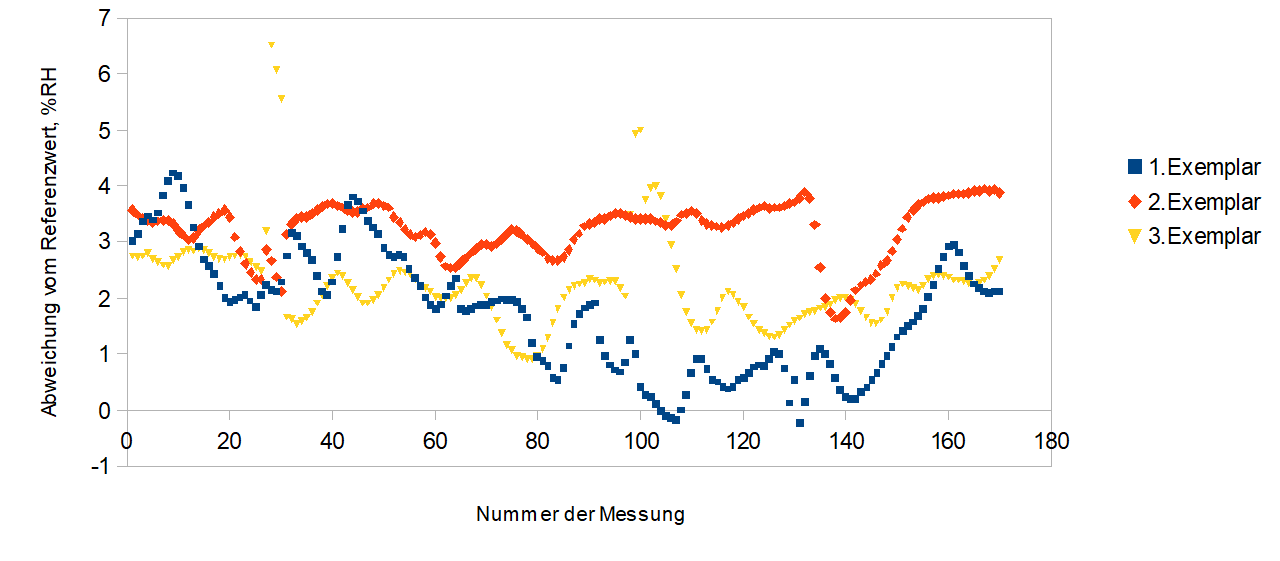 7
6
5
4
3
2
1
0
-1
Abweichung vom Referenzwert, %RH
0 20 40 60 80 100 120 140 160 180
Nummer der Messung
1.Exemplar
2.Exemplar
3.Exemplar